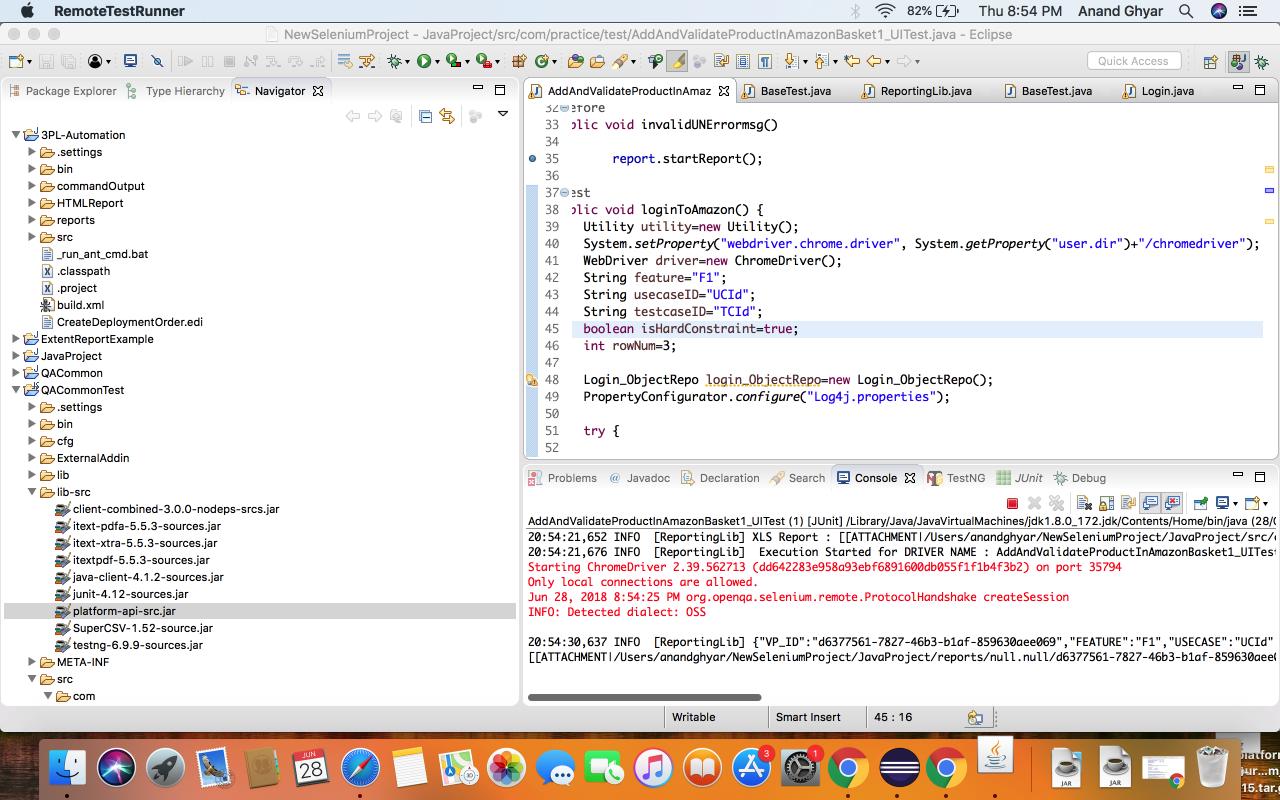 RemoteTestRunner
82%
Thu 8:54 PM
Anand Ghyar
NewSeleniumProject - JavaProject/src/com/practice/test/AddAndValidateProductInAmazonBasket1_UITest.java - Eclipse
Quick Access
Package Explorer
Type Hierarchy
Navigator
3PL-Automation
.settings
bin
commandOutput
HTMLReport
reports
src
_run_ant_cmd.bat
.classpath
.project
build.xml
CreateDeploymentOrder.edi
ExtentReportExample
JavaProject
QACommon
QACommonTest
.settings
bin
cfg
ExternalAddin
lib
lib-src
client-combined-3.0.0-nodeps-srcs.jar
itext-pdfa-5.5.3-sources.jar
itext-xtra-5.5.3-sources.jar
itextpdf-5.5.3-sources.jar
java-client-4.1.2-sources.jar
junit-4.12-sources.jar
platform-api-src.jar
SuperCSV-1.52-source.jar
testng-6.9.9-sources.jar
META-INF
src
com
AddAndValidateProductInAmaz
BaseTest.java
ReportingLib.java
BaseTest.java
Login.java
32 efore
33 blic void invalidUNErrormsg()
34
35 report.startReport();
36
37 est
38 blic void loginToAmazon() {
39 Utility utility=new Utility();
40 System.setProperty("webdriver.chrome.driver", System.getProperty("user.dir")+"/chromedriver");
41 WebDriver driver=new ChromeDriver();
42 String feature="F1";
43 String usecaseID="UCId";
44 String testcaseID="TCId";
45 boolean isHardConstraint=true;
46 int rowNum=3;
47
48 Login_ObjectRepo login_ObjectRepo=new Login_ObjectRepo();
49 PropertyConfigurator.configure("Log4j.properties");
50
51 try {
52
Problems
@ Javadoc
Declaration
Search
Console
TestNG
JUnit
Debug
AddAndValidateProductInAmazonBasket1_UITest (1) [JUnit] /Library/Java/JavaVirtualMachines/jdk1.8.0_172.jdk/Contents/Home/bin/java (28/0
20:54:21,652 INFO [ReportingLib] XLS Report : [[ATTACHMENT|/Users/anandghyar/NewSeleniumProject/JavaProject/src/
20:54:21,676 INFO [ReportingLib] Execution Started for DRIVER NAME : AddAndValidateProductInAmazonBasket1_UITest
Starting ChromeDriver 2.39.562713 (dd642283e958a93ebf6891600db055f1f1b4f3b2) on port 35794
Only local connections are allowed.
Jun 28, 2018 8:54:25 PM org.openqa.selenium.remote.ProtocolHandshake createSession
INFO: Detected dialect: OSS
20:54:30,637 INFO [ReportingLib] {"VP_ID":"d6377561-7827-46b3-b1af-859630aee069","FEATURE":"F1","USECASE":"UCId"
[[ATTACHMENT|/Users/anandghyar/NewSeleniumProject/JavaProject/reports/null.null/d6377561-7827-46b3-b1af-859630aee
Writable
Smart Insert
45 : 16
JUN
28
3
1
JAR
JAR
15.tar.g